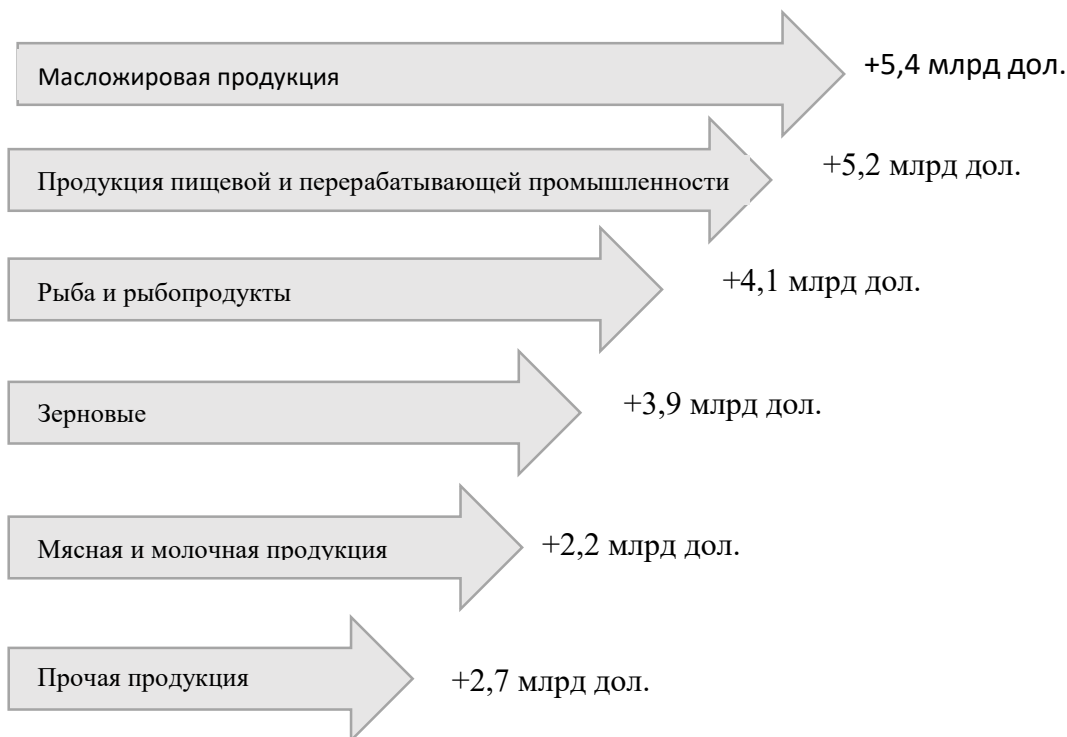 Масложировая продукция
+5,4 млрд дол.
Продукция пищевой и перерабатывающей промышленности
+5,2 млрд дол.
Рыба и рыбопродукты
+4,1 млрд дол.
Зерновые
+3,9 млрд дол.
Мясная и молочная продукция
+2,2 млрд дол.
Прочая продукция
+2,7 млрд дол.